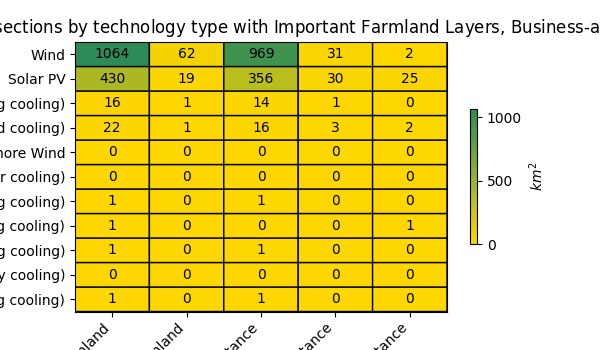 sections by technology type with Important Farmland Layers, Business-a
Wind 1064 62 969 31 2
Solar PV 430 19 356 30 25
g cooling) 16 1 14 1 0
d cooling) 22 1 16 3 2
ore Wind 0 0 0 0 0
r cooling) 0 0 0 0 0
g cooling) 1 0 1 0 0
g cooling) 1 0 0 0 1
g cooling) 1 0 1 0 0
y cooling) 0 0 0 0 0
g cooling) 1 0 1 0 0
1000
500
0
km²
nland nland tance tance tance